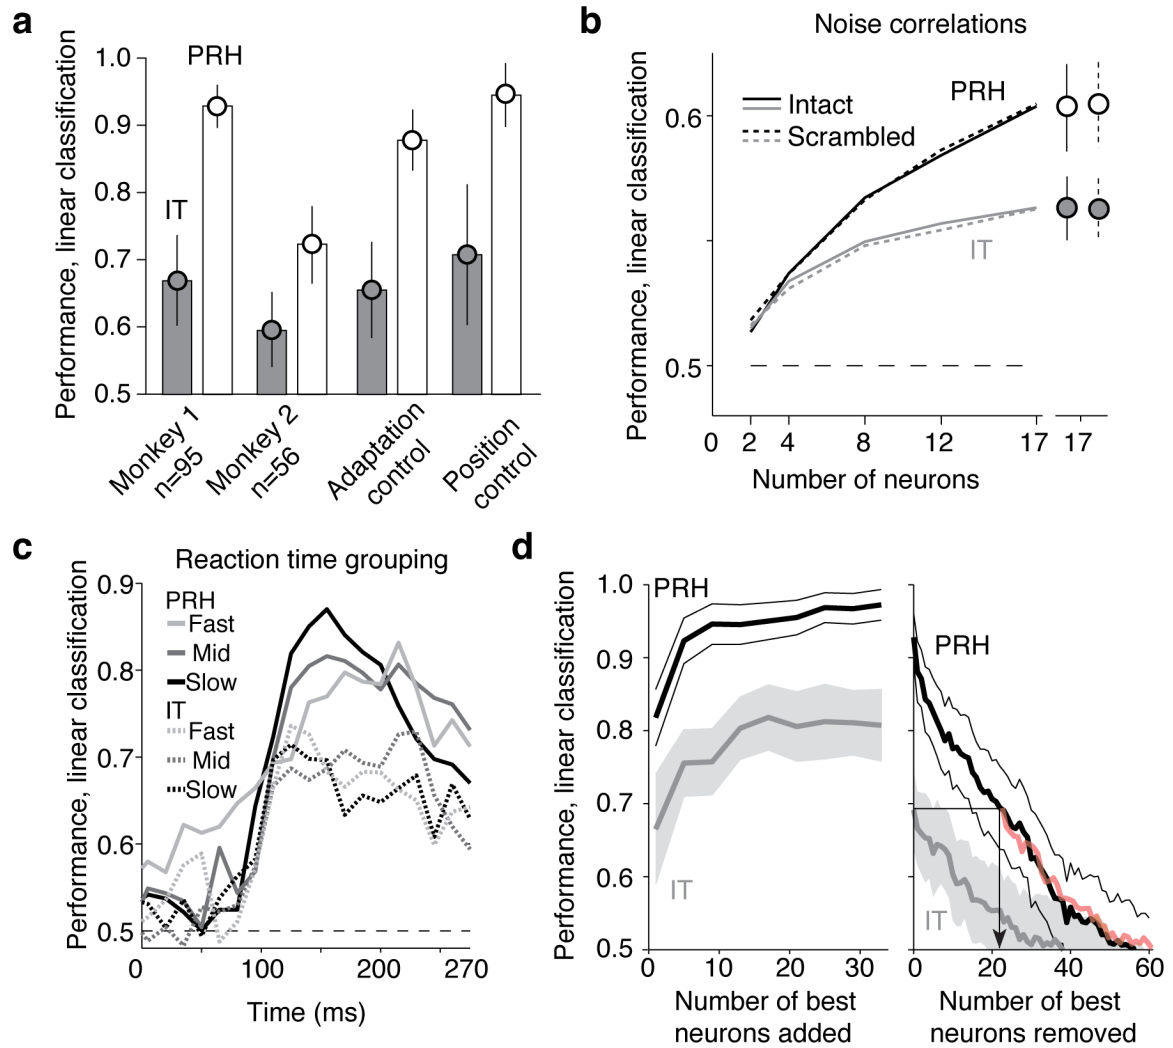 a
Performance, linear classification
1.0
0.9
0.8
0.7
0.6
0.5
PRH
IT
Monkey 1
n=95
Monkey 2
n=56
Adaptation
control
Position
control
b
Noise correlations
Performance, linear classification
0.6
0.5
Intact
Scrambled
PRH
IT
0 2 4 8 12 17 17
Number of neurons
c
Reaction time grouping
Performance, linear classification
0.9
0.8
0.7
0.6
0.5
PRH
Fast
Mid
Slow
IT
Fast
Mid
Slow
0 100 200 270
Time (ms)
d
Performance, linear classification
1.0
0.9
0.8
0.7
0.6
0.5
PRH
IT
0 10 20 30
Number of best
neurons added
PRH
IT
0 20 40 60
Number of best
neurons removed